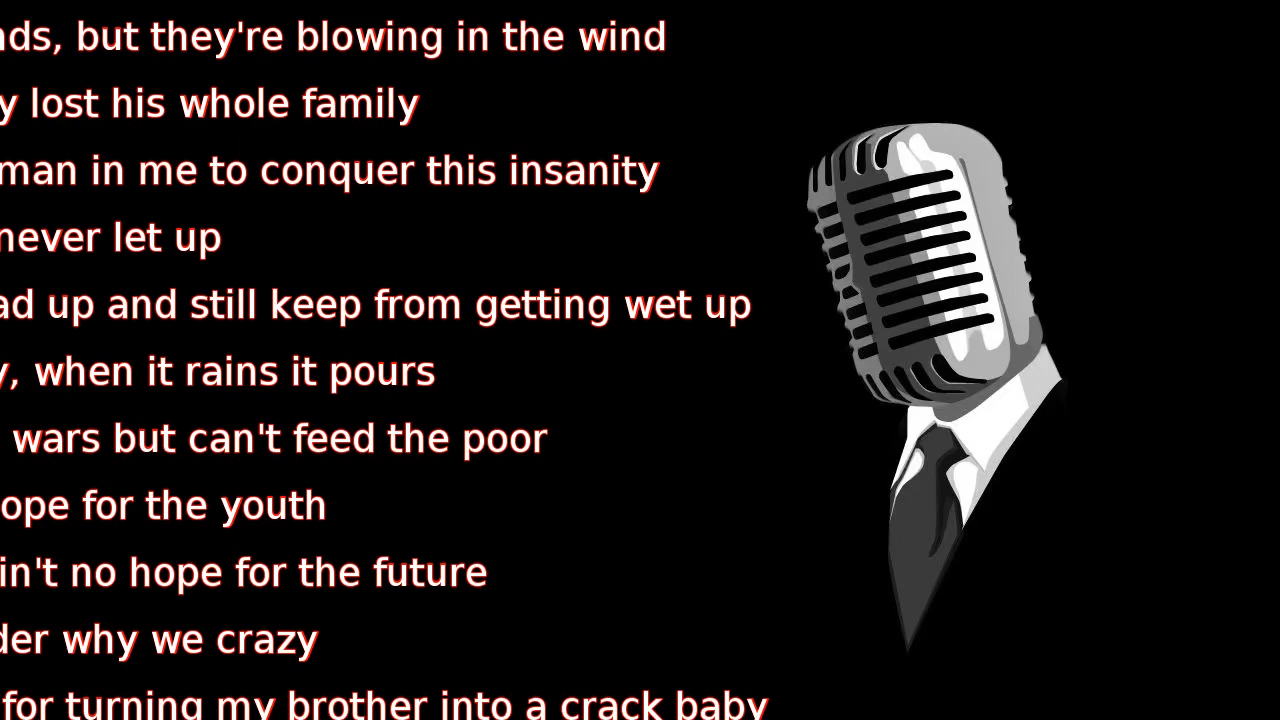 nds, but they're blowing in the wind
y lost his whole family
man in me to conquer this insanity
never let up
ad up and still keep from getting wet up
y, when it rains it pours
wars but can't feed the poor
ope for the youth
in't no hope for the future
der why we crazy
for turning my brother into a crack baby